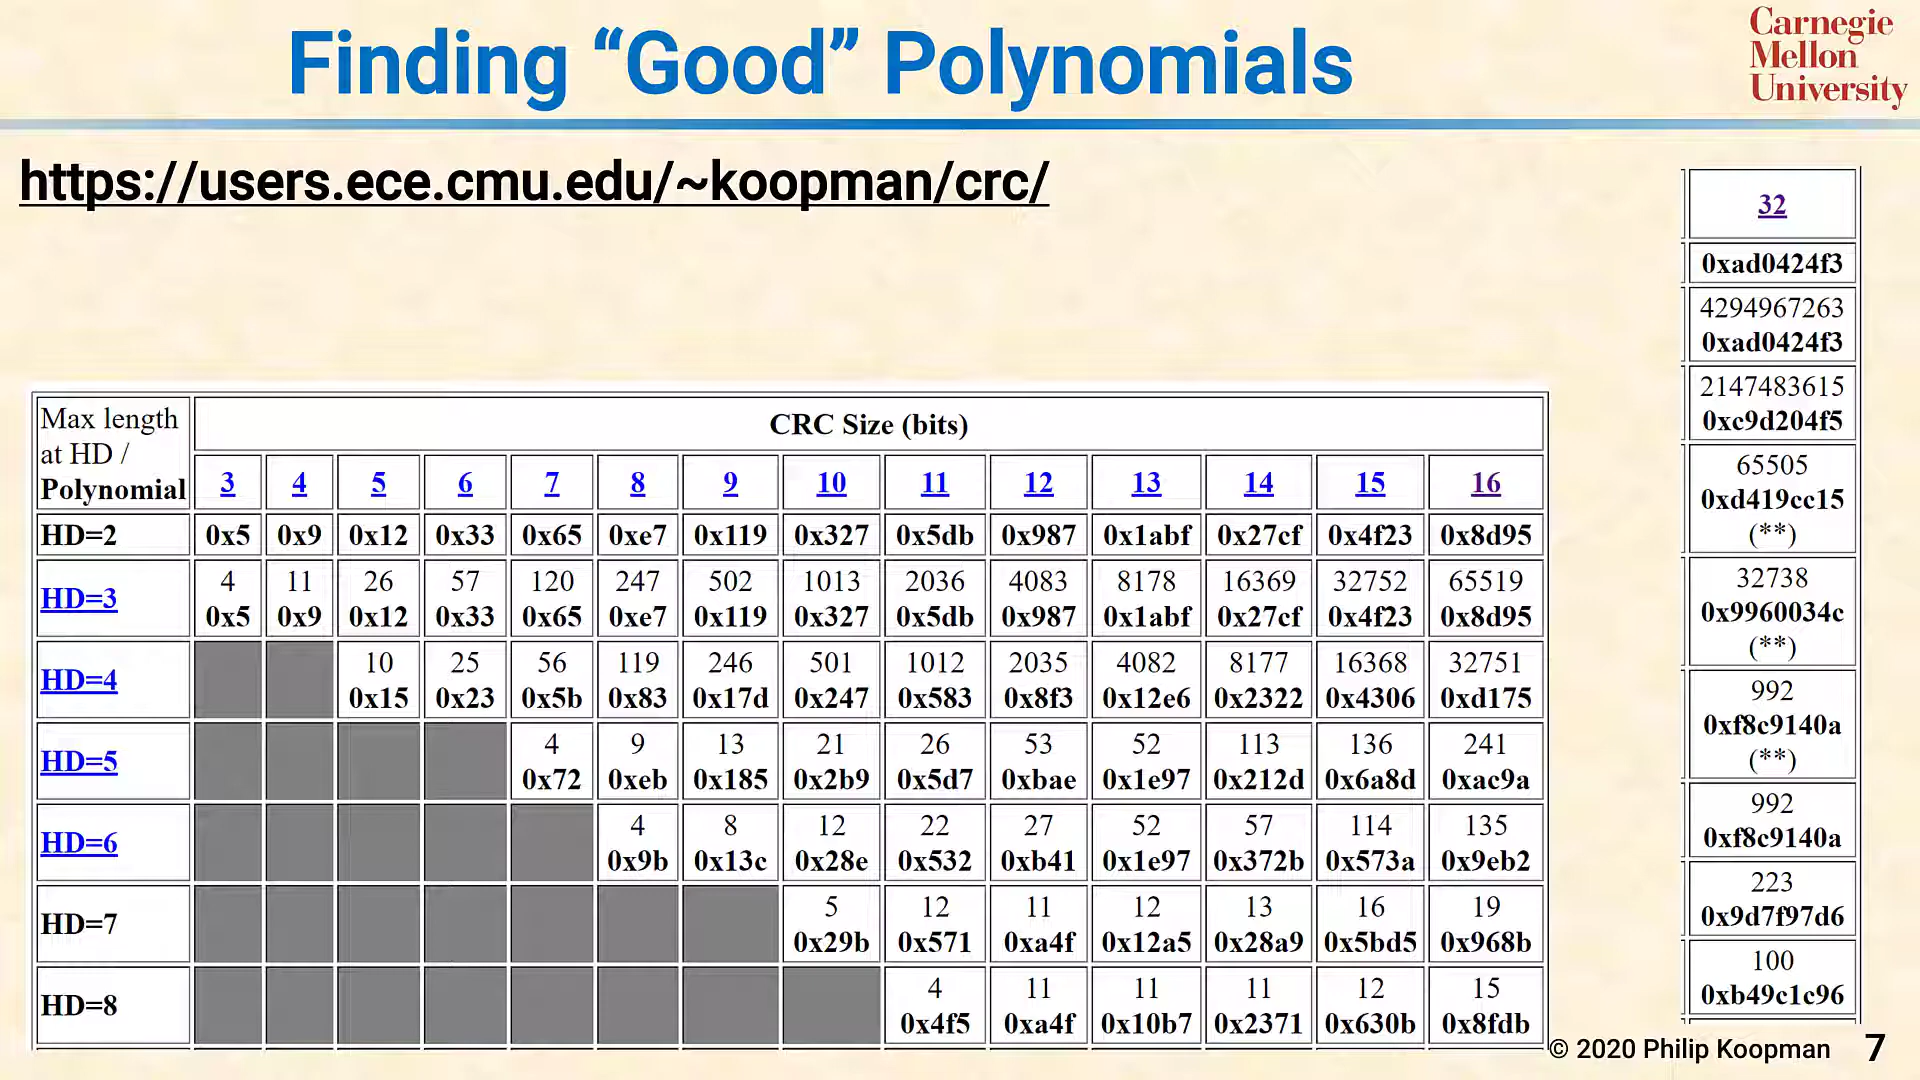 Finding “Good” Polynomials
Carnegie
Mellon
University
https://users.ece.cmu.edu/~koopman/crc/
Max length
at HD /
Polynomial
CRC Size (bits)
3 4 5 6 7 8 9 10 11 12 13 14 15 16
HD=2 0x5 0x9 0x12 0x33 0x65 0xe7 0x119 0x327 0x5db 0x987 0x1abf 0x27cf 0x4f23 0x8d95
HD=3
4 11 26 57 120 247 502 1013 2036 4083 8178 16369 32752 65519
0x5 0x9 0x12 0x33 0x65 0xe7 0x119 0x327 0x5db 0x987 0x1abf 0x27cf 0x4f23 0x8d95
HD=4
10 25 56 119 246 501 1012 2035 4082 8177 16368 32751
0x15 0x23 0x5b 0x83 0x17d 0x247 0x583 0x8f3 0x12e6 0x2322 0x4306 0xd175
HD=5
4 9 13 21 26 53 52 113 136 241
0x72 0xeb 0x185 0x2b9 0x5d7 0xbae 0x1e97 0x212d 0x6a8d 0xac9a
HD=6
4 8 12 22 27 52 57 114 135
0x9b 0x13c 0x28e 0x532 0xb41 0x1e97 0x372b 0x573a 0x9eb2
HD=7
5 12 11 12 13 16 19
0x29b 0x571 0xa4f 0x12a5 0x28a9 0x5bd5 0x968b
HD=8
4 11 11 11 12 15
0x4f5 0xa4f 0x10b7 0x2371 0x630b 0x8fdb
32
0xad0424f3
4294967263
0xad0424f3
2147483615
0xc9d204f5
65505
0xd419cc15
(**)
32738
0x9960034c
(**)
992
0xf8c9140a
(**)
992
0xf8c9140a
223
0x9d7f97d6
100
0xb49c1c96
© 2020 Philip Koopman 7